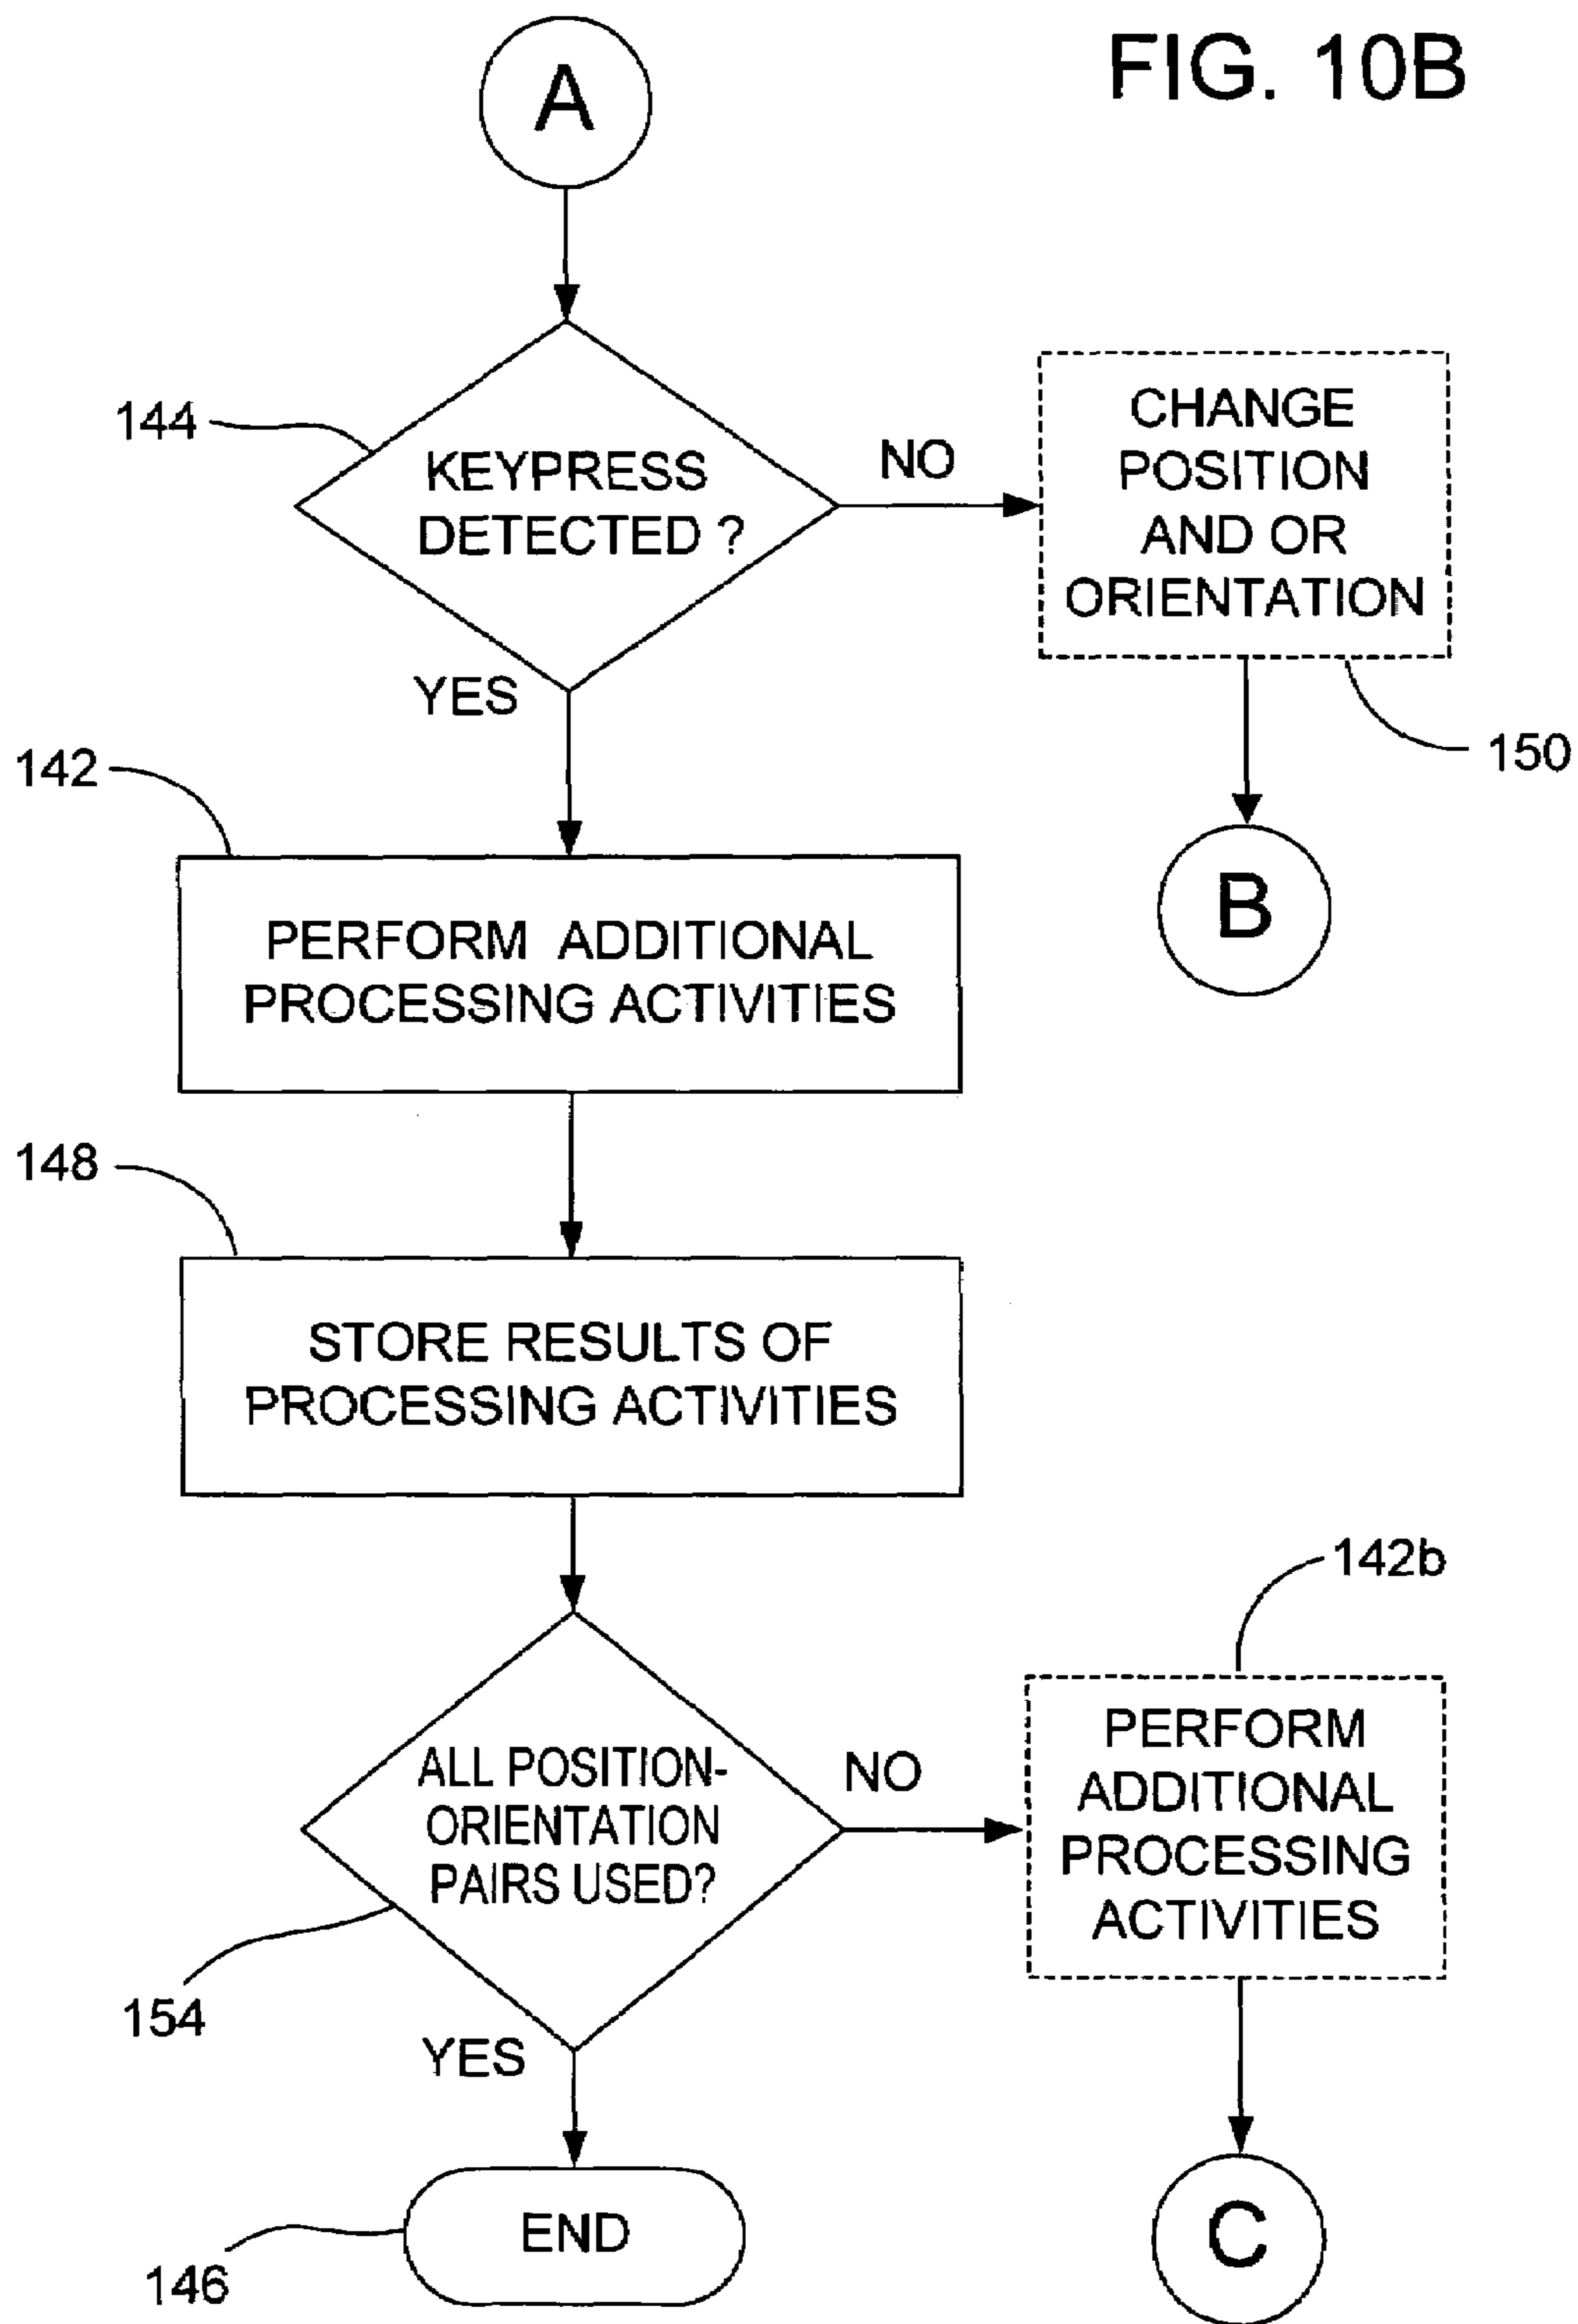 FIG. 10B
A
144
KEYPRESS
DETECTED ?
NO
CHANGE
POSITION
AND OR
ORIENTATION
150
B
YES
142
PERFORM ADDITIONAL
PROCESSING ACTIVITIES
148
STORE RESULTS OF
PROCESSING ACTIVITIES
ALL POSITION-
ORIENTATION
PAIRS USED?
154
NO
142b
PERFORM
ADDITIONAL
PROCESSING
ACTIVITIES
C
YES
END
146